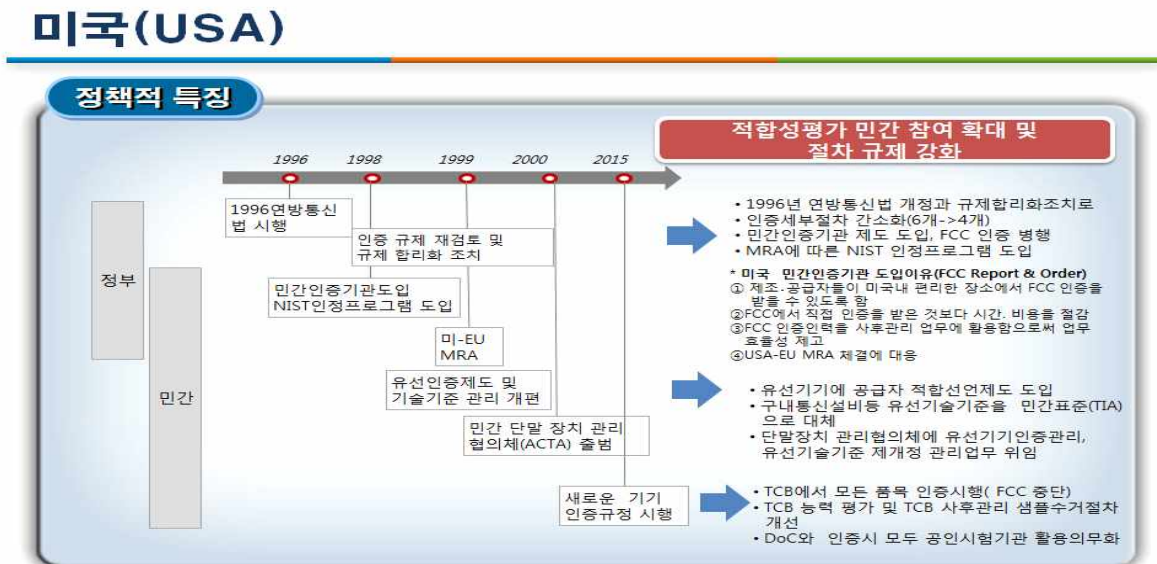 미국(USA)
정책적 특징
적합성평가 민간 참여 확대 및
절차 규제 강화
1996 1998 1999 2000 2015
1996연방통신
법 시행
인증 규제 재검토 및
규제 합리화 조치
민간인증기관도입
NIST인정프로그램 도입
미-EU
MRA
유선인증제도 및
기술기준 관리 개편
민간 단말 장치 관리
협의체(ACTA) 출범
새로운 기기
인증규정 시행
정부
민간
• 1996년 연방통신법 개정과 규제합리화조치로
• 인증세부절차 간소화(6개->4개)
• 민간인증기관 제도 도입, FCC 인증 병행
• MRA에 따른 NIST 인정프로그램 도입
* 미국 민간인증기관 도입이유(FCC Report & Order)
① 제조·공급자들이 미국내 편리한 장소에서 FCC 인증을
받을 수 있도록 함
②FCC에서 직접 인증을 받은 것보다 시간. 비용을 절감
③FCC 인증인력을 사후관리 업무에 활용함으로써 업무
효율성 제고
④USA-EU MRA 체결에 대응
• 유선기기에 공급자 적합선언제도 도입
• 구내통신설비등 유선기술기준을 민간표준(TIA)
으로 대체
• 단말장치 관리협의체에 유선기기인증관리,
유선기술기준 제개정 관리업무 위임
• TCB에서 모든 품목 인증시행( FCC 중단)
• TCB 능력 평가 및 TCB 사후관리 샘플수거절차
개선
• DoC와 인증시 모두 공인시험기관 활용의무화